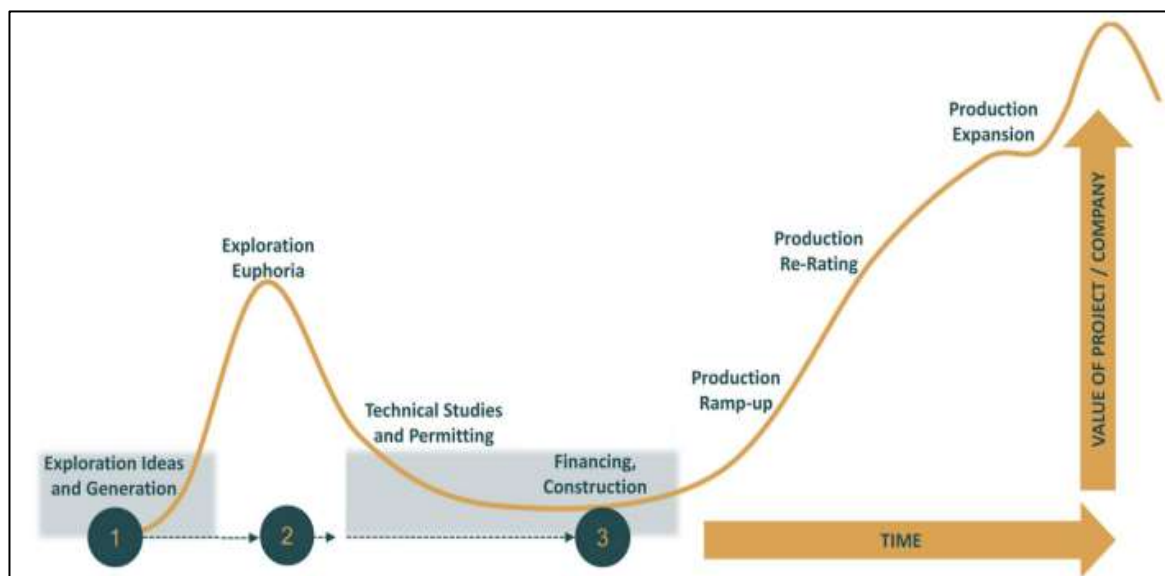 Production
Expansion
Exploration
Euphoria
Production
Re-Rating
VALUE OF PROJECT / COMPANY
Production
Ramp-up
Technical Studies
and Permitting
Exploration Ideas
and Generation
Financing,
Construction
1
2
3
TIME